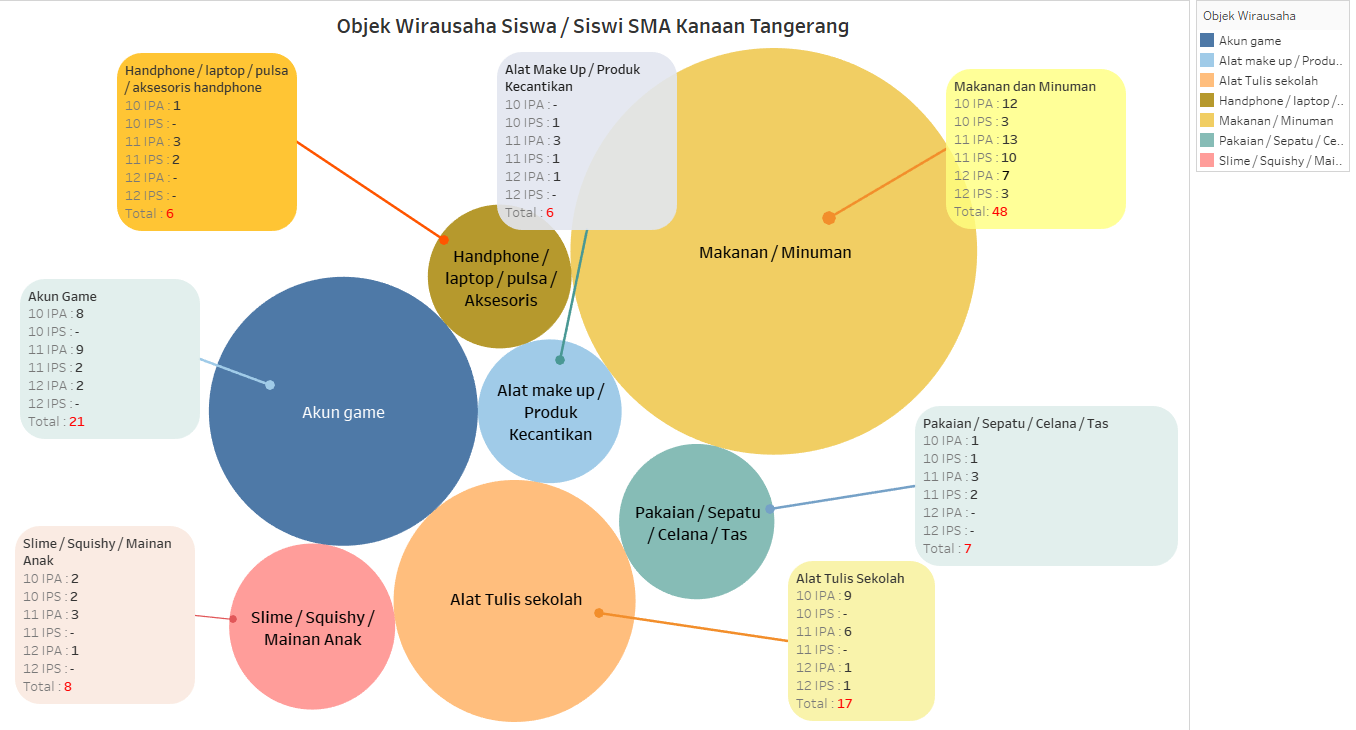 Objek Wirausaha Siswa / Siswi SMA Kanaan Tangerang
Handphone / laptop / pulsa
/ aksesoris handphone
10 IPA : 1
10 IPS : -
11 IPA : 3
11 IPS : 2
12 IPA : -
12 IPS : -
Total : 6
Alat Make Up / Produk
Kecantikan
10 IPA : -
10 IPS : 1
11 IPA : 3
11 IPS : 1
12 IPA : 1
12 IPS : -
Total : 6
Makanan dan Minuman
10 IPA : 12
10 IPS : 3
11 IPA : 13
11 IPS : 10
12 IPA : 7
12 IPS : 3
Total: 48
Handphone /
laptop / pulsa /
Aksesoris
Makanan / Minuman
Akun Game
10 IPA : 8
10 IPS : -
11 IPA : 9
11 IPS : 2
12 IPA : 2
12 IPS : -
Total : 21
Akun game
Alat make up /
Produk
Kecantikan
Pakaian / Sepatu / Celana / Tas
10 IPA : 1
10 IPS : 1
11 IPA : 3
11 IPS : 2
12 IPA : -
12 IPS : -
Total : 7
Pakaian / Sepatu
/ Celana / Tas
Slime / Squishy / Mainan
Anak
10 IPA : 2
10 IPS : 2
11 IPA : 3
11 IPS : -
12 IPA : 1
12 IPS : -
Total : 8
Slime / Squishy /
Mainan Anak
Alat Tulis sekolah
Alat Tulis Sekolah
10 IPA : 9
10 IPS : -
11 IPA : 6
11 IPS : -
12 IPA : 1
12 IPS : 1
Total : 17
Objek Wirausaha
Akun game
Alat make up / Produ..
Alat Tulis sekolah
Handphone / laptop /..
Makanan / Minuman
Pakaian / Sepatu / Ce..
Slime / Squishy / Mai..